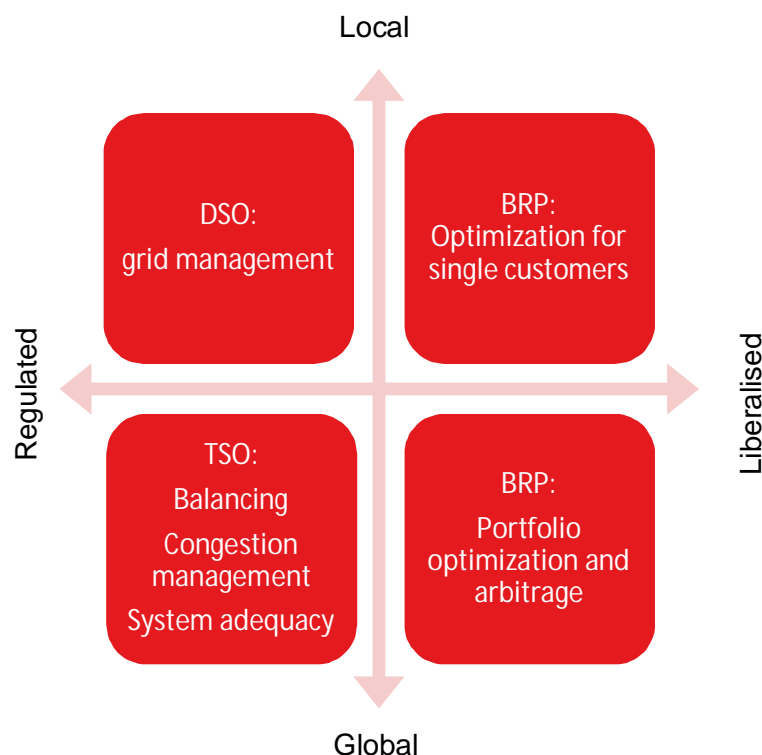 Local
DSO:
grid management
BRP:
Optimization for
single customers
Regulated
Liberalised
TSO:
Balancing
Congestion
management
System adequacy
BRP:
Portfolio
optimization and
arbitrage
Global